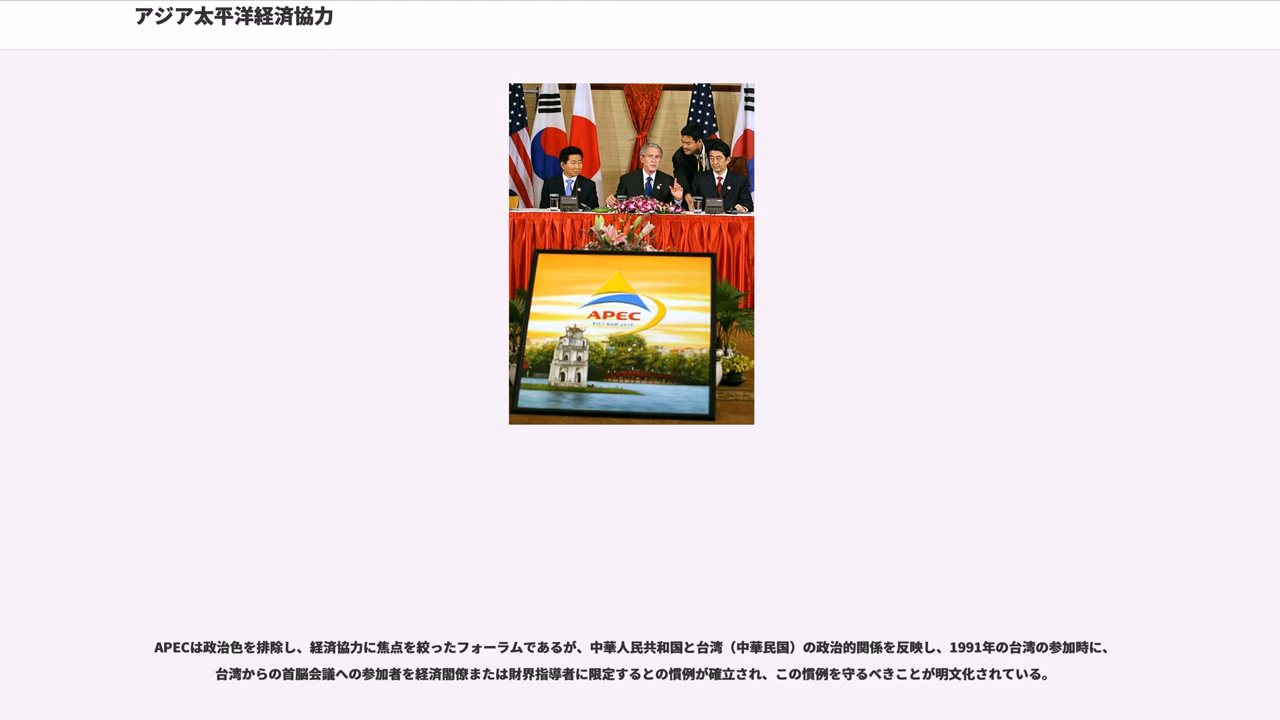 アジア太平洋経済協力
APEC
VIET NAM 2006
APECは政治色を排除し、経済協力に焦点を絞ったフォーラムであるが、中華人民共和国と台湾（中華民国）の政治的関係を反映し、1991年の台湾の参加時に、
台湾からの首脳会議への参加者を経済閣僚または財界指導者に限定するとの慣例が確立され、この慣例を守るべきことが明文化されている。